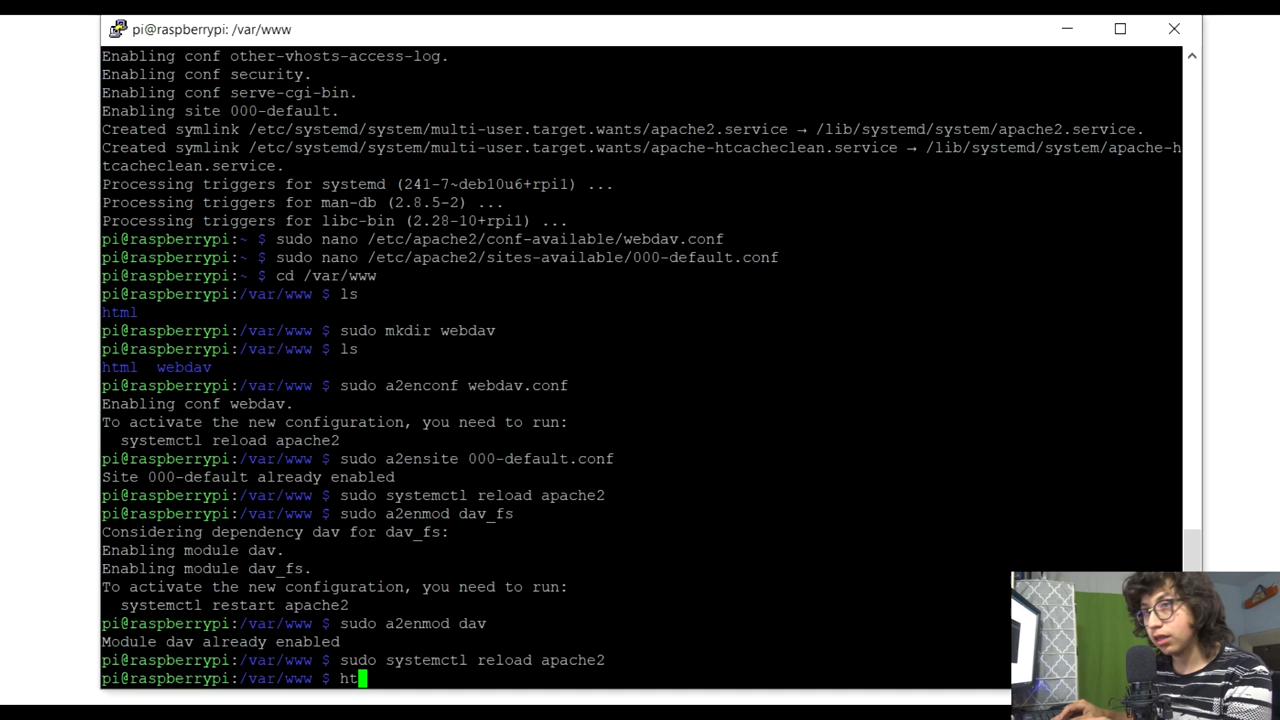 pi@raspberrypi: /var/www
Enabling conf other-vhosts-access-log.
Enabling conf security.
Enabling conf serve-cgi-bin.
Enabling site 000-default.
Created symlink /etc/systemd/system/multi-user.target.wants/apache2.service → /lib/systemd/system/apache2.service.
Created symlink /etc/systemd/system/multi-user.target.wants/apache-htcacheclean.service → /lib/systemd/system/apache-h
tcacheclean.service.
Processing triggers for systemd (241-7~deb10u6+rpi1) ...
Processing triggers for man-db (2.8.5-2) ...
Processing triggers for libc-bin (2.28-10+rpi1) ...
pi@raspberrypi:~ $ sudo nano /etc/apache2/conf-available/webdav.conf
pi@raspberrypi:~ $ sudo nano /etc/apache2/sites-available/000-default.conf
pi@raspberrypi:~ $ cd /var/www
pi@raspberrypi:/var/www $ ls
html
pi@raspberrypi:/var/www $ sudo mkdir webdav
pi@raspberrypi:/var/www $ ls
html  webdav
pi@raspberrypi:/var/www $ sudo a2enconf webdav.conf
Enabling conf webdav.
To activate the new configuration, you need to run:
  systemctl reload apache2
pi@raspberrypi:/var/www $ sudo a2ensite 000-default.conf
Site 000-default already enabled
pi@raspberrypi:/var/www $ sudo systemctl reload apache2
pi@raspberrypi:/var/www $ sudo a2enmod dav_fs
Considering dependency dav for dav_fs:
Enabling module dav.
Enabling module dav_fs.
To activate the new configuration, you need to run:
  systemctl restart apache2
pi@raspberrypi:/var/www $ sudo a2enmod dav
Module dav already enabled
pi@raspberrypi:/var/www $ sudo systemctl reload apache2
pi@raspberrypi:/var/www $ ht